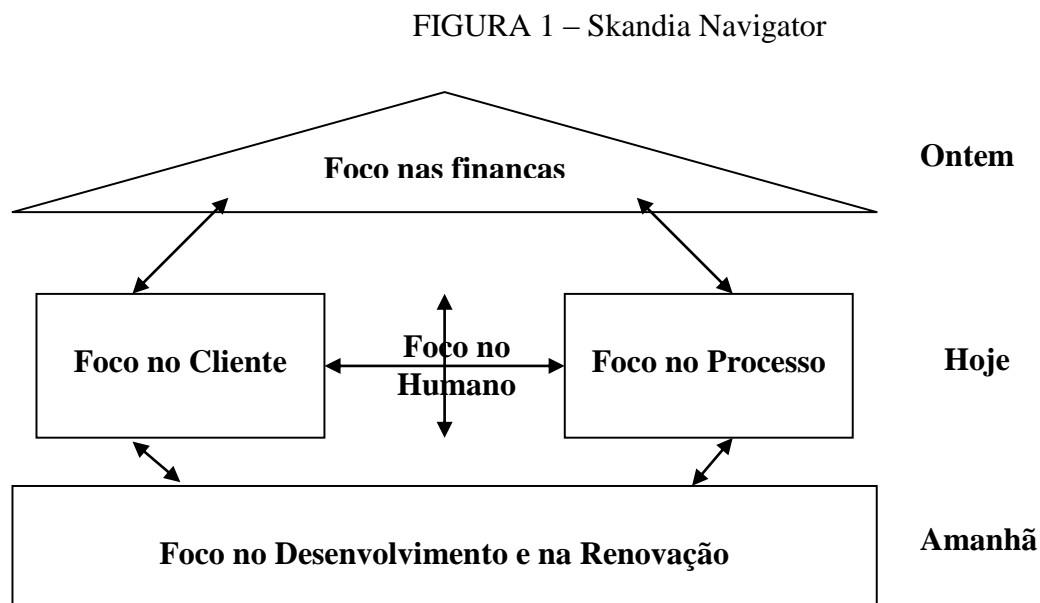 FIGURA 1 – Skandia Navigator
Foco nas finanças
Ontem
Foco no Cliente
Foco no
Humano
Foco no Processo
Hoje
Foco no Desenvolvimento e na Renovação
Amanhã